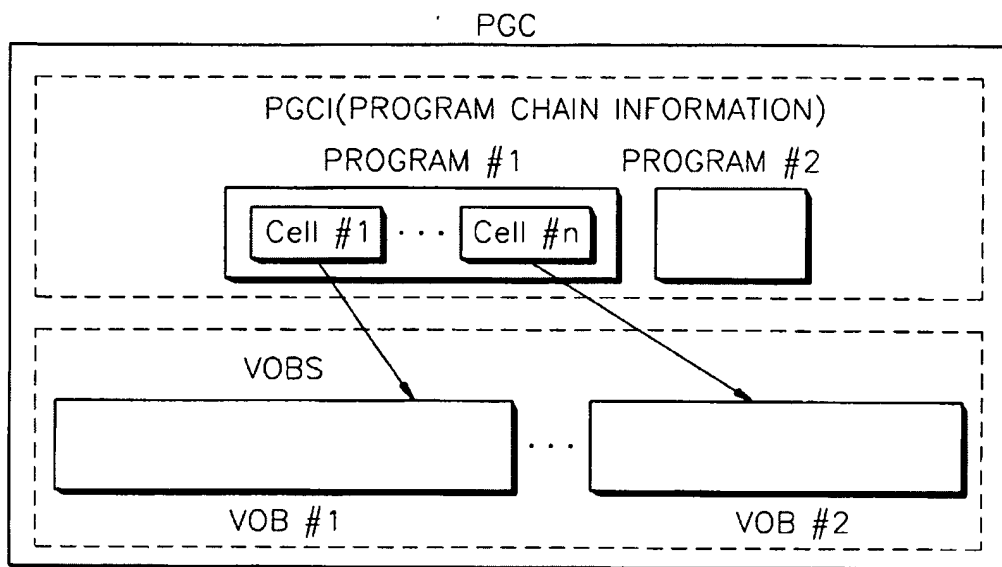 PGC
PGCI(PROGRAM CHAIN INFORMATION)
PROGRAM #1 PROGRAM #2
Cell #1 ··· Cell #n
VOBS
···
VOB #1 VOB #2